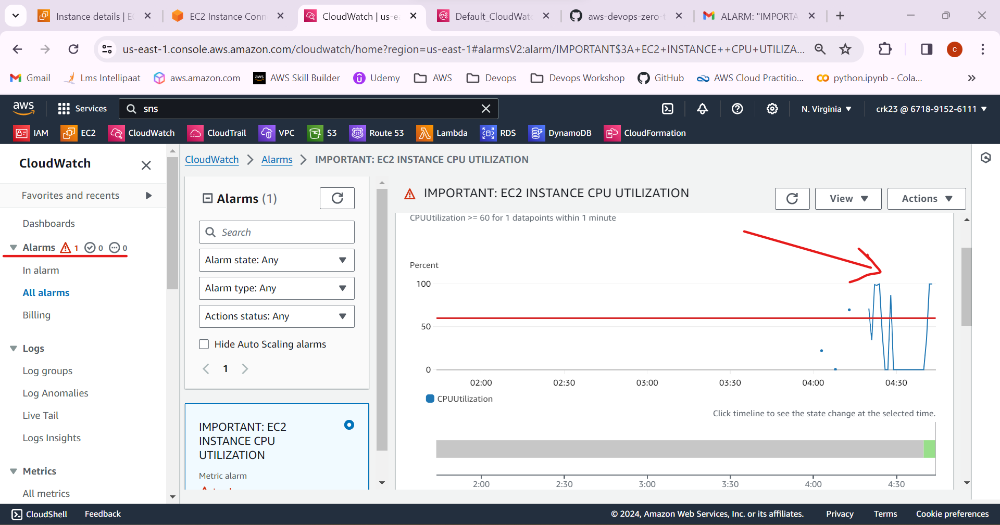 Instance details | E
EC2 Instance Conn
CloudWatch | us-ea
Default_CloudWatc
aws-devops-zero-t
ALARM: "IMPORTA
us-east-1.console.aws.amazon.com/cloudwatch/home?region=us-east-1#alarmsV2:alarm/IMPORTANT$3A+EC2+INSTANCE++CPU+UTILIZA...
C
Gmail
Lms Intellipaat
aws.amazon.com
aws
AWS Skill Builder
Udemy
AWS
Devops
Devops Workshop
GitHub
AWS Cloud Practitio...
python.ipynb - Cola...
aws
Services
sns
N. Virginia
crk23 @ 6718-9152-6111
IAM
EC2
CloudWatch
CloudTrail
VPC
S3
53
Route 53
Lambda
RDS
DynamoDB
CloudFormation
CloudWatch
Favorites and recents
Dashboards
Alarms 1 0 0
In alarm
All alarms
Billing
Logs
Log groups
Log Anomalies
Live Tail
Logs Insights
Metrics
All metrics
CloudWatch
Alarms
IMPORTANT: EC2 INSTANCE CPU UTILIZATION
Alarms (1)
Search
Alarm state: Any
Alarm type: Any
Actions status: Any
Hide Auto Scaling alarms
1
IMPORTANT: EC2
INSTANCE CPU
UTILIZATION
Metric alarm
IMPORTANT: EC2 INSTANCE CPU UTILIZATION
View
Actions
CPUUtilization >= 60 for 1 datapoints within 1 minute
Percent
100
50
0
02:00
02:30
03:00
03:30
04:00
04:30
CPUUtilization
Click timeline to see the state change at the selected time.
2:00
2:30
3:00
3:30
4:00
4:30
CloudShell
Feedback
© 2024, Amazon Web Services, Inc. or its affiliates.
Privacy
Terms
Cookie preferences